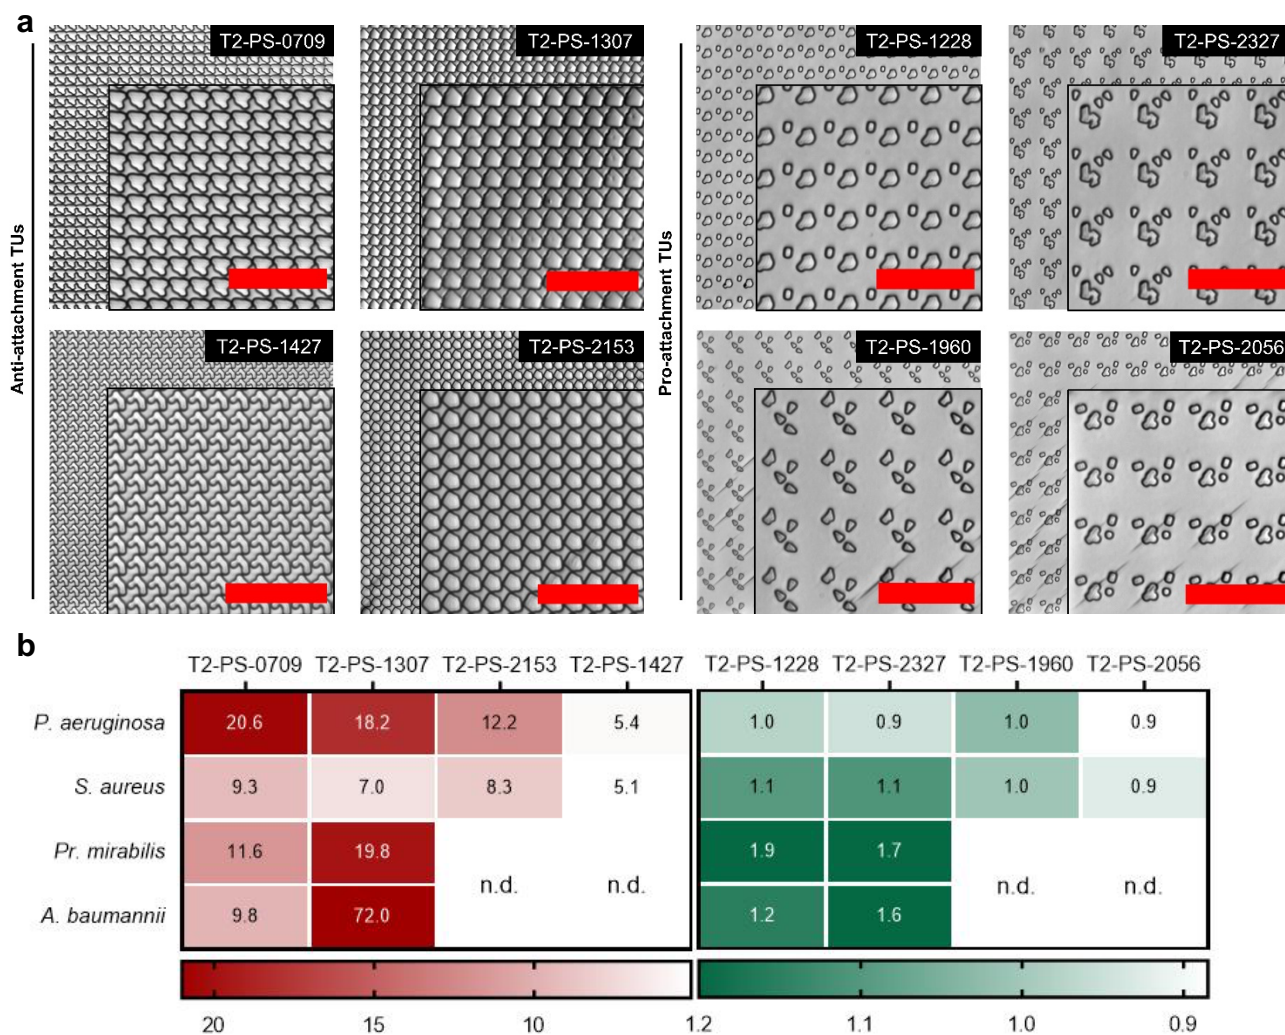 a
Anti-attachment TUs
T2-PS-0709
T2-PS-1307
Pro-attachment TUs
T2-PS-1228
T2-PS-2327
T2-PS-1427
T2-PS-2153
T2-PS-1960
T2-PS-2056
b
T2-PS-0709 T2-PS-1307 T2-PS-2153 T2-PS-1427 T2-PS-1228 T2-PS-2327 T2-PS-1960 T2-PS-2056
P. aeruginosa 20.6 18.2 12.2 5.4 1.0 0.9 1.0 0.9
S. aureus 9.3 7.0 8.3 5.1 1.1 1.1 1.0 0.9
Pr. mirabilis 11.6 19.8 1.9 1.7
n.d. n.d. n.d. n.d.
A. baumannii 9.8 72.0 1.2 1.6
20 15 10 1.2 1.1 1.0 0.9